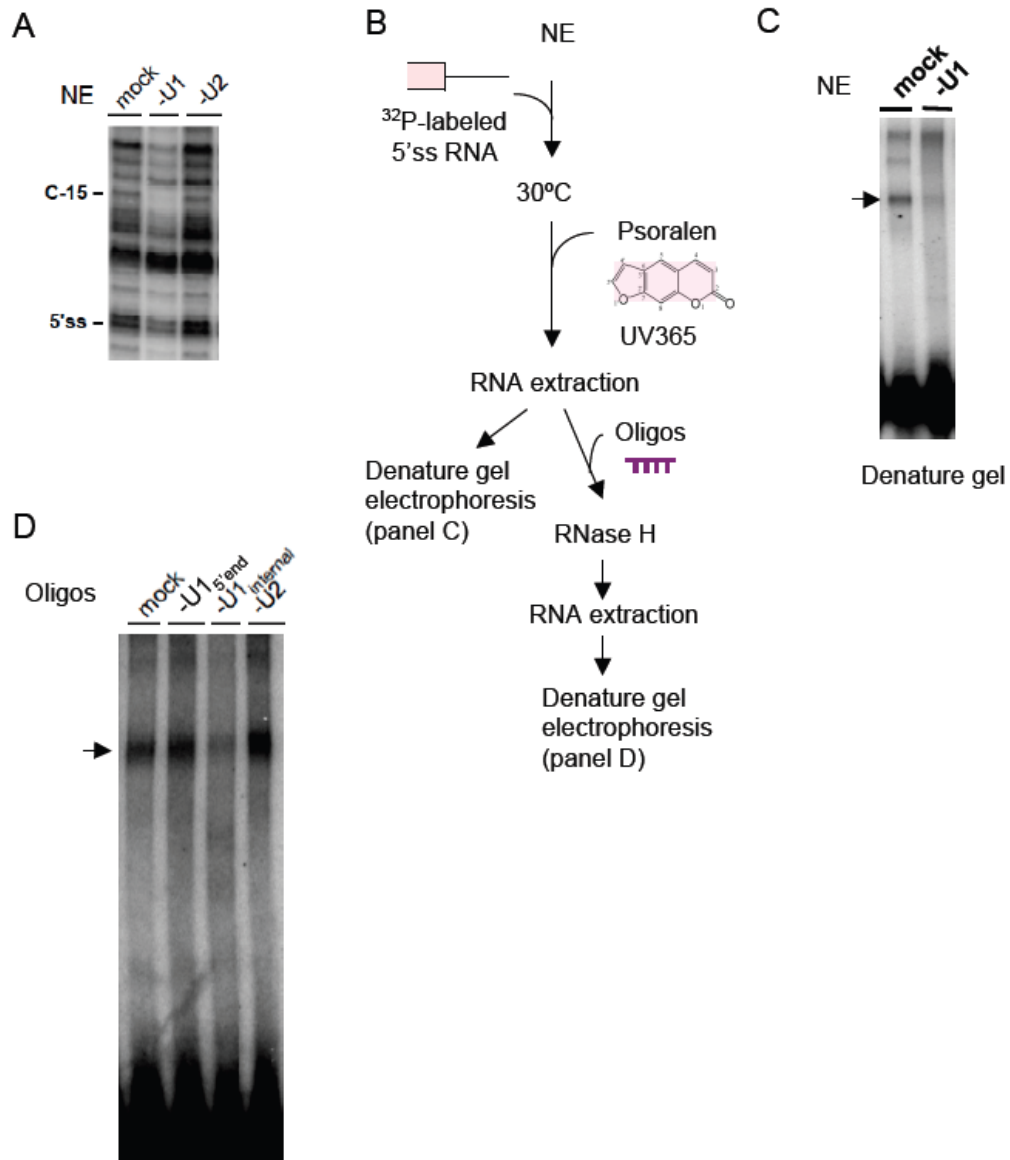 A
NE
mock
-U1
-U2
C-15
5'ss
B
NE
32P-labeled
5'ss RNA
30ºC
Psoralen
UV365
RNA extraction
Oligos
Denature gel
electrophoresis
(panel C)
RNase H
RNA extraction
Denature gel
electrophoresis
(panel D)
C
NE
mock
-U1
Denature gel
D
Oligos
mock
-U1 5'end
-U1 internal
-U2